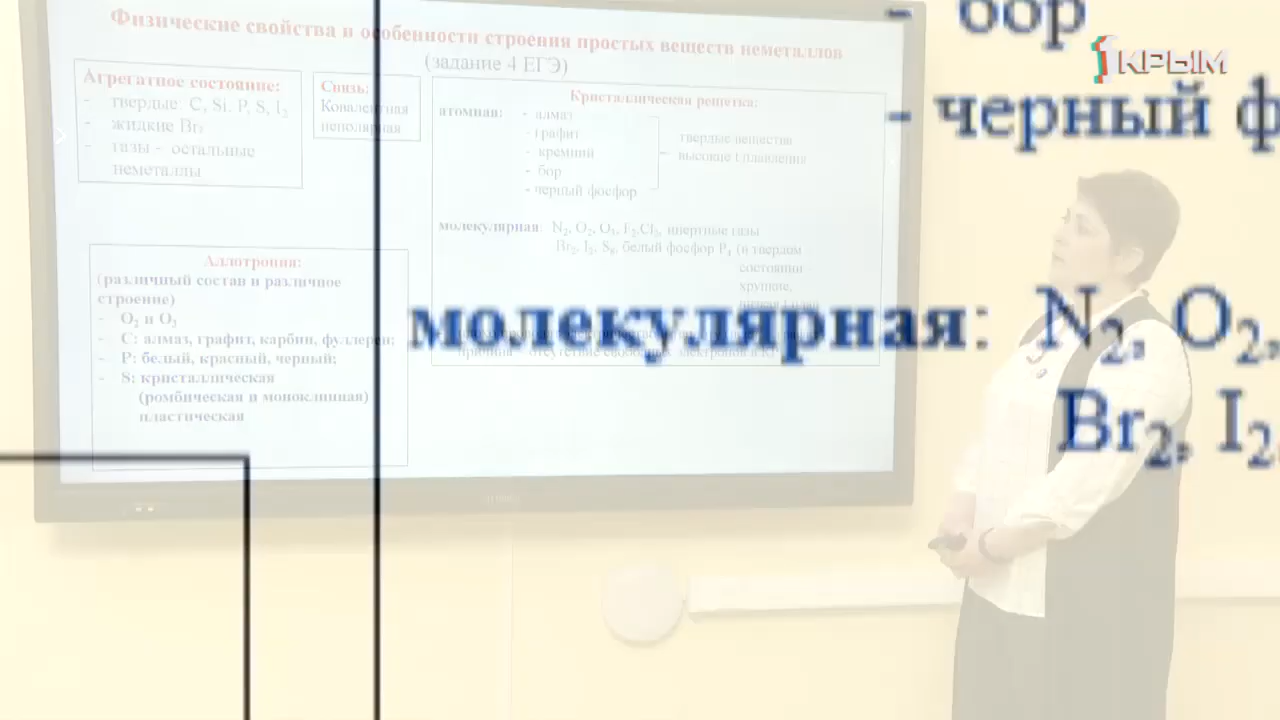 Физические свойства и особенности строения простых веществ неметаллов
(задание 4 ЕГЭ)
Агрегатное состояние:
- твердые C, Si, P, S, I2
- жидкие Br2
- газы – остальные
неметаллы
Связь:
Ковалентная
неполярная
Кристаллическая решетка:
атомная: - алмаз
- графит
- кремний
- бор
- черный фосфор
твердые вещества
высокие t плавления
молекулярная: N2, O2, O3, F2, Cl2, инертные газы
Br2, I2, S8, белый фосфор P4 (в твердом
состоянии
хрупкие,
Аллотропия:
(различный состав и различное
строение)
- O2 и O3
- C: алмаз, графит, карбин, фуллерен;
- P: белый, красный, черный;
- S: кристаллическая
(ромбическая и моноклинная)
пластическая
- бор
- черный ф
молекулярная: N2, O2,
Br2, I2,
1 КРЫМ